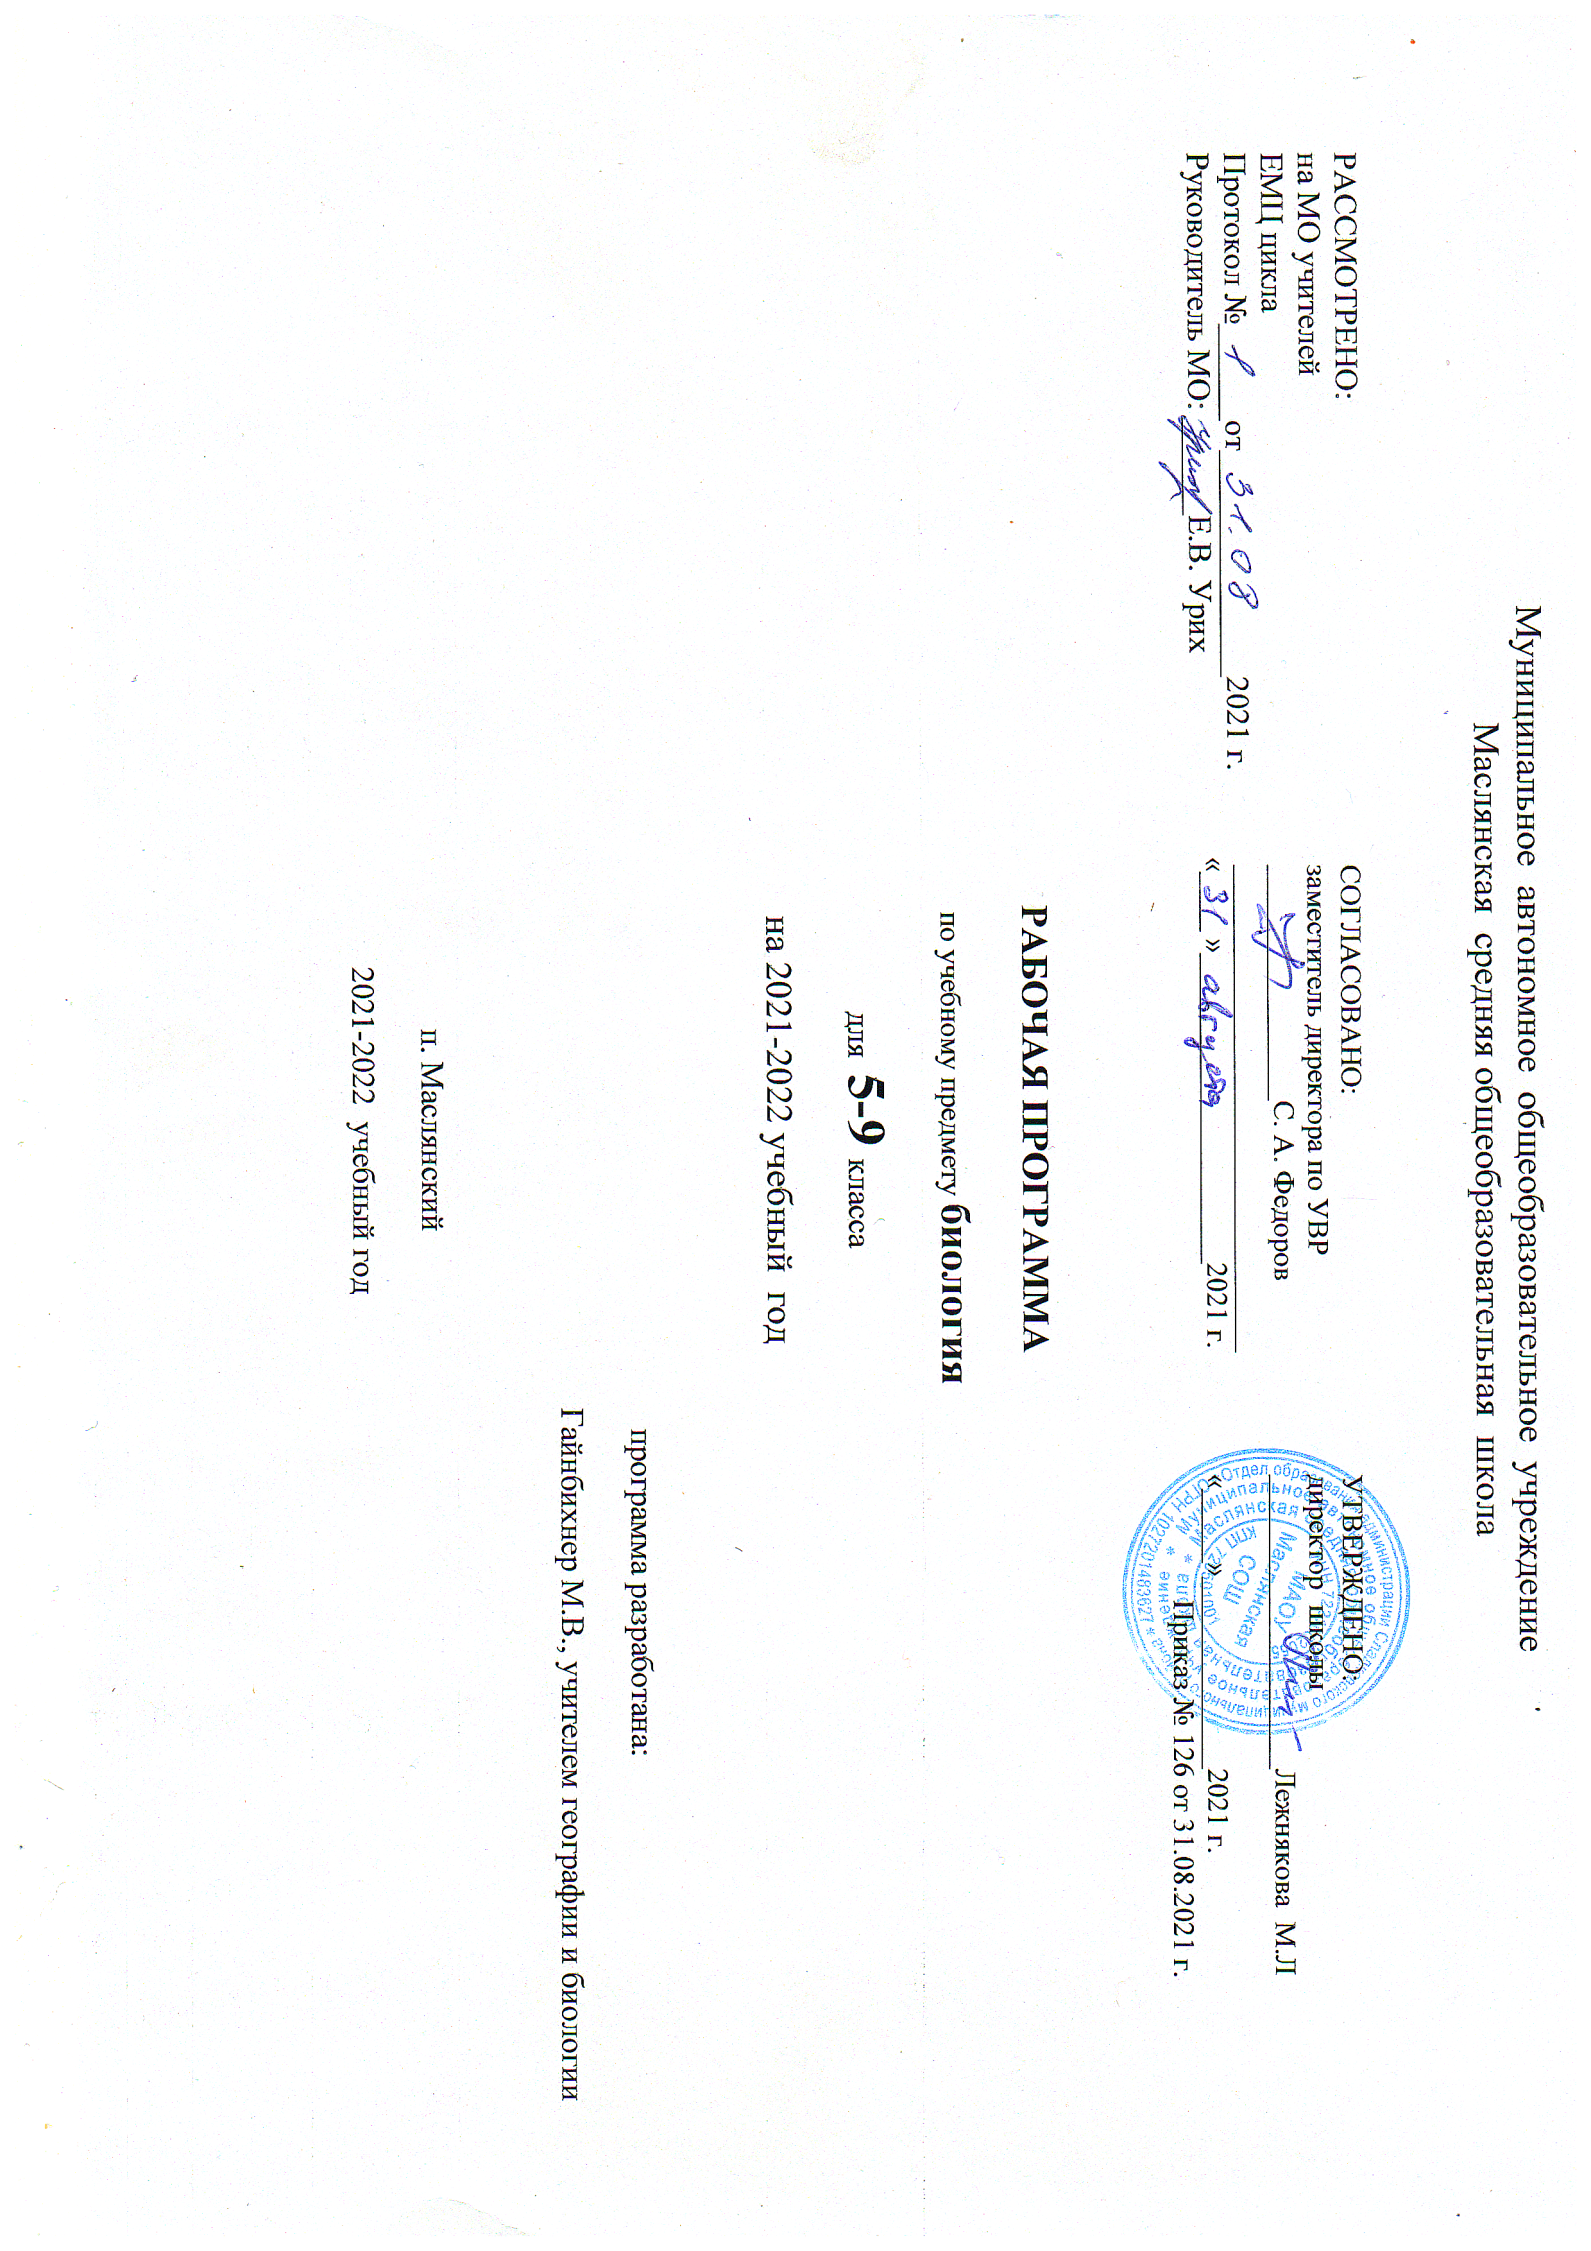 Муниципальное автономное общеобразовательное учреждение
Маслянская средняя общеобразовательная школа
РАССМОТРЕНО:
на МО учителей
ЕМЦ цикла
Протокол № 1 от 31.08 2021 г.
Руководитель МО: Е.В. Урих
СОГЛАСОВАНО:
заместитель директора по УВР
С. А. Федоров
« 31 » августа 2021 г.
УТВЕРЖДЕНО:
директор школы
Лежнякова М.Л
« » 2021 г.
Приказ № 126 от 31.08.2021 г.
МАОУ
Маслянская
СОШ
РАБОЧАЯ ПРОГРАММА
по учебному предмету биология
для 5-9 класса
на 2021-2022 учебный год
программа разработана:
Гайнбихнер М.В., учителем географии и биологии
п. Маслянский
2021-2022 учебный год